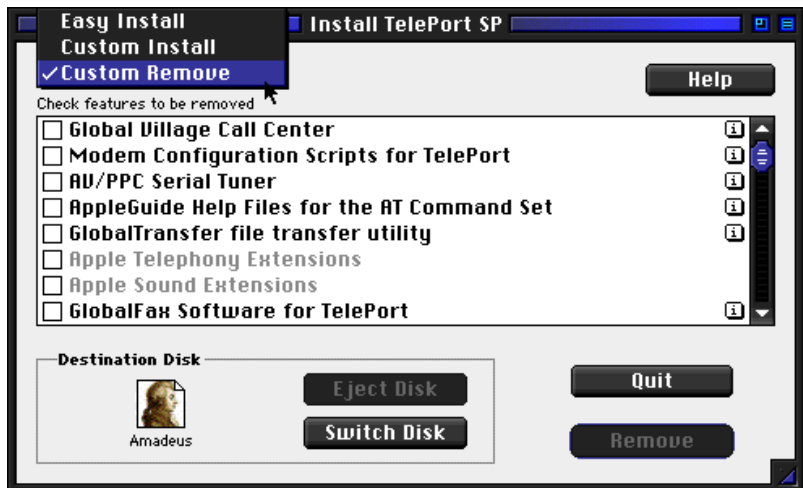 Easy Install
Install TelePort SP
Custom Install
✓Custom Remove
Help
Check features to be removed
Global Village Call Center
Modem Configuration Scripts for TelePort
AV/PPC Serial Tuner
AppleGuide Help Files for the AT Command Set
GlobalTransfer file transfer utility
Apple Telephony Extensions
Apple Sound Extensions
GlobalFax Software for TelePort
Destination Disk
Eject Disk
Quit
Amadeus
Switch Disk
Remove